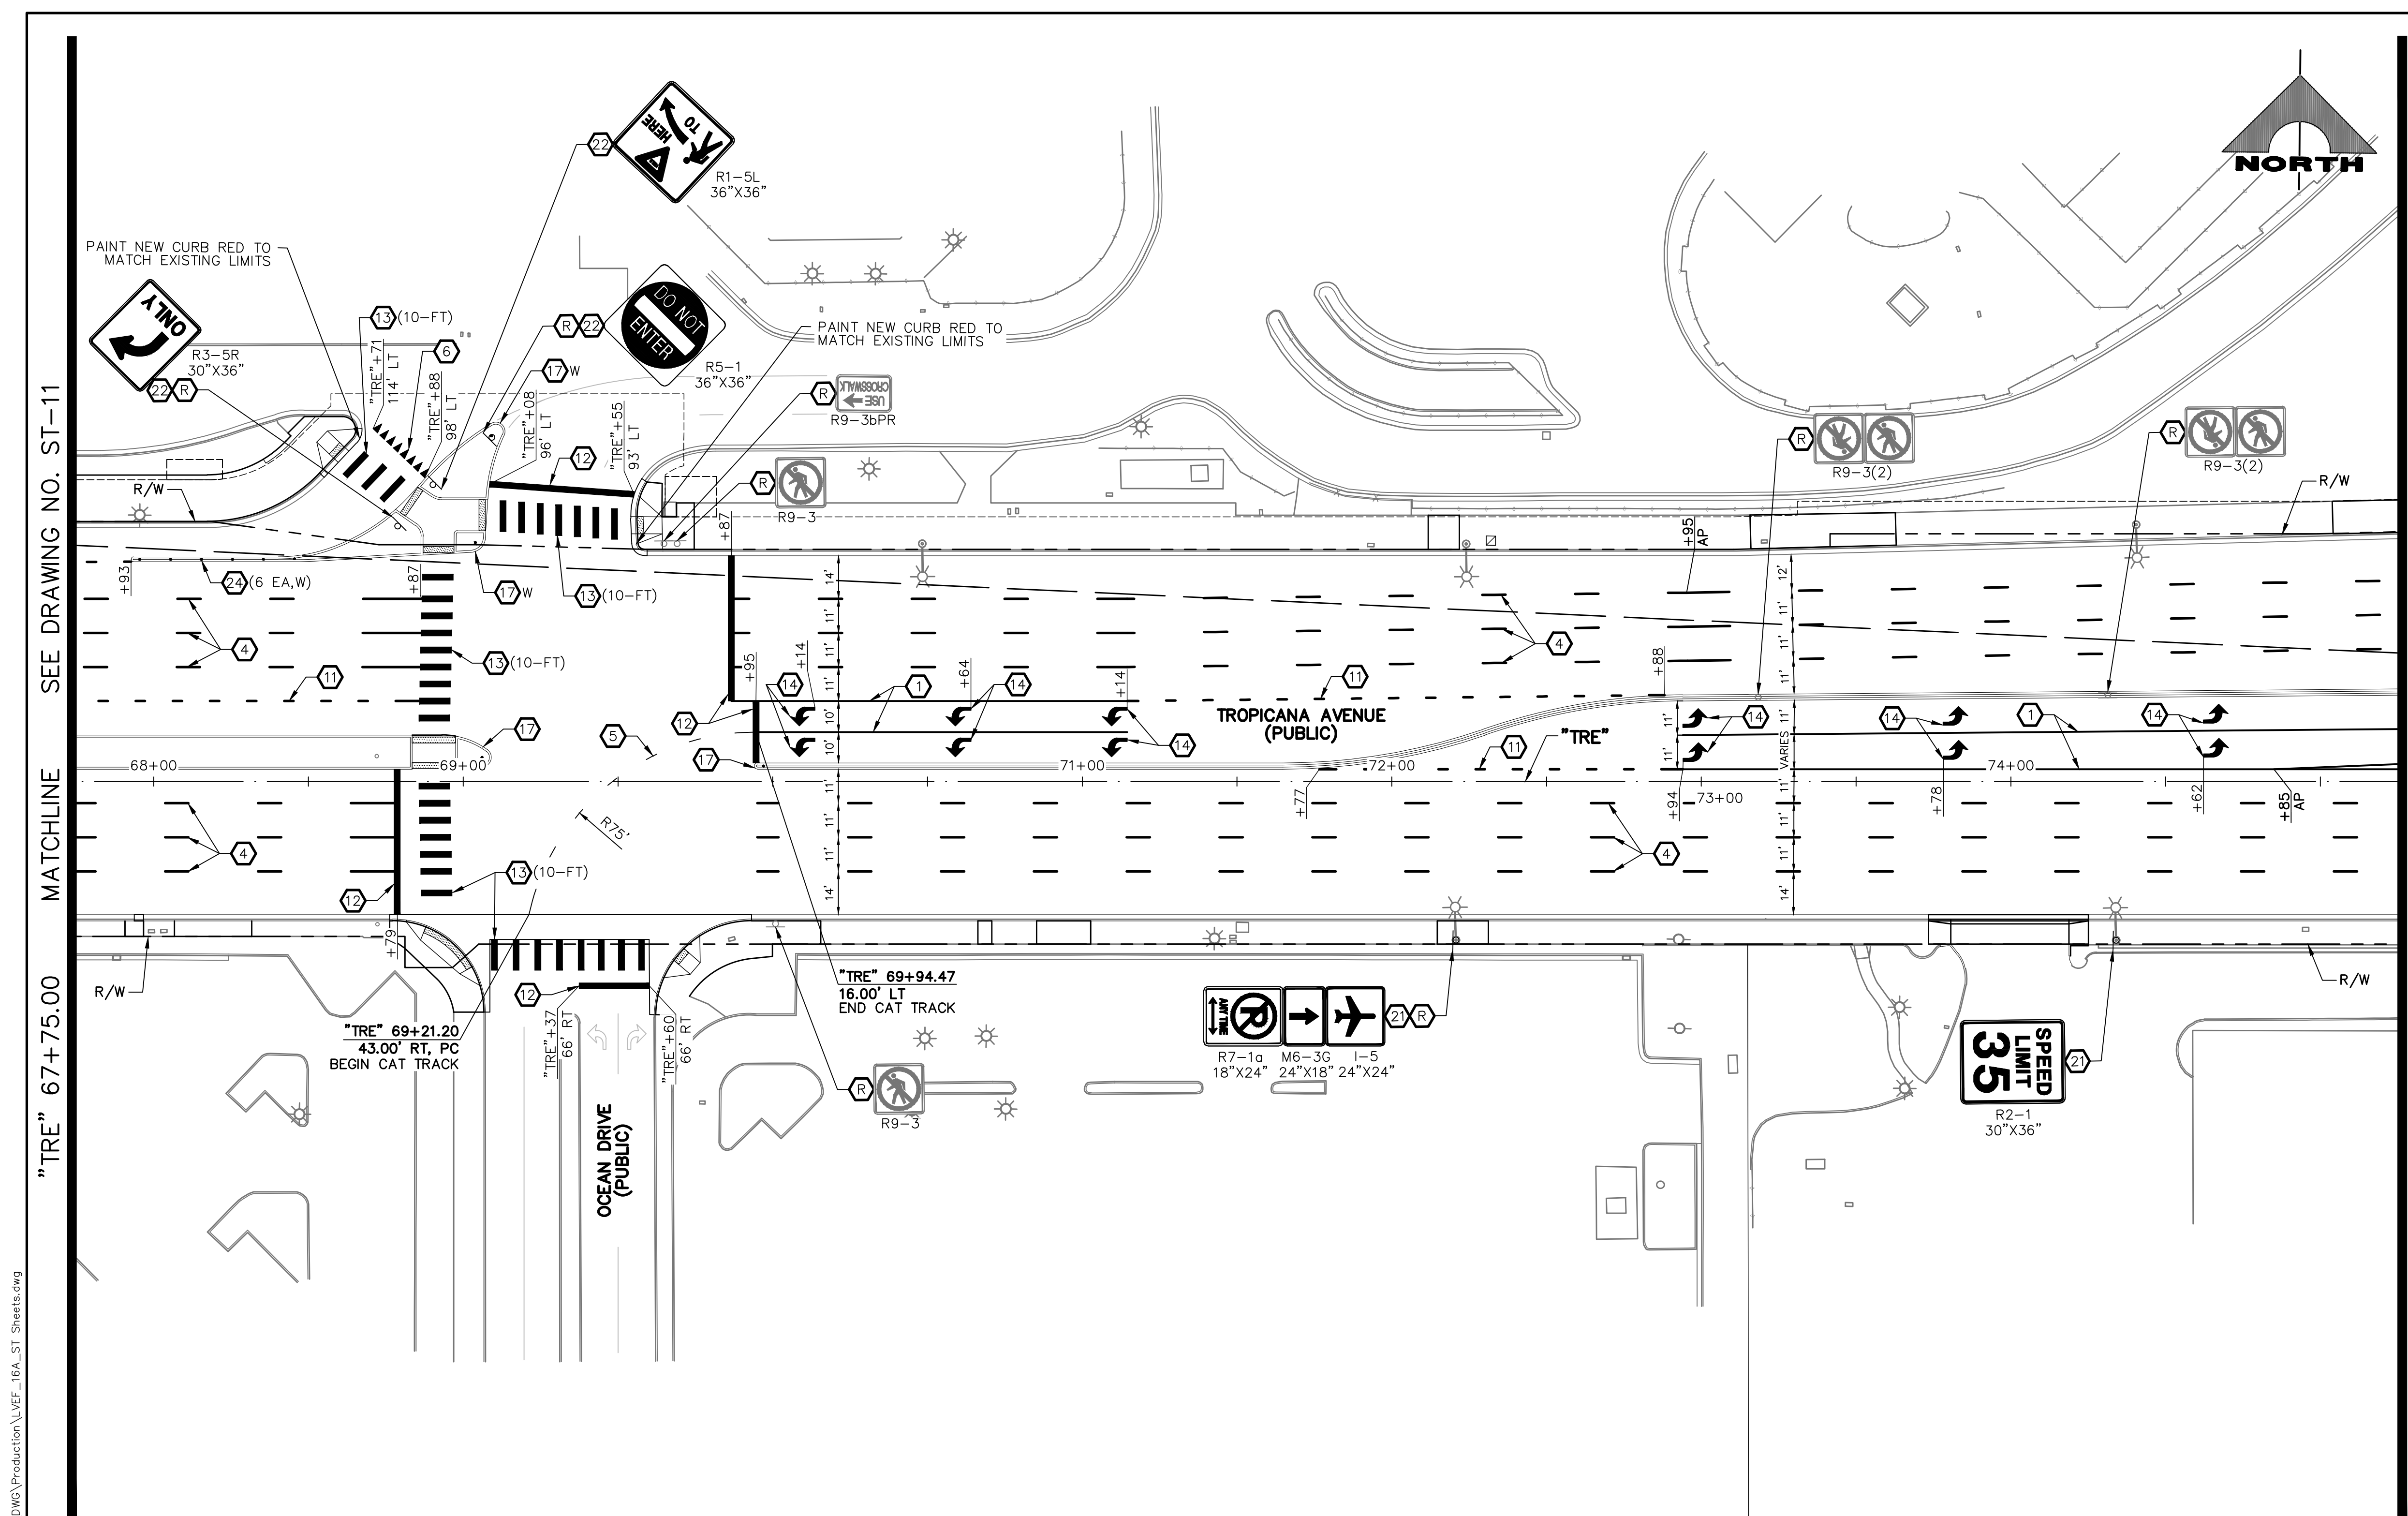 NORTH
HERE
TO
22
R1-5L
36"X36"
PAINT NEW CURB RED TO
MATCH EXISTING LIMITS
ONLY
R3-5R
30"X36"
22 R
13 (10-FT)
6
"TRE"+71
114' LT
"TRE"+88
98' LT
DO NOT
ENTER
R 22
R5-1
36"X36"
17 W
"TRE"+08
96' LT
"TRE"+55
93' LT
12
PAINT NEW CURB RED TO
MATCH EXISTING LIMITS
R
USE
CROSSWALK
R9-3bPR
R
R9-3
R
R9-3(2)
R
R9-3(2)
R/W
R/W
+93
24 (6 EA,W)
+87
17 W
13 (10-FT)
+87
+95
AP
14'
11'
11'
11'
10'
10'
12'
11'
11'
11'
4
13 (10-FT)
11
+95
+14
+64
+14
14
1
14
11
4
+88
12
5
17
17
14
TROPICANA AVENUE
(PUBLIC)
"TRE"
11
11'
11'
14
14
1
14
VARIES
68+00
69+00
71+00
72+00
73+00
74+00
+77
+94
+78
+62
+85
AP
R75'
11'
11'
11'
14'
11'
11'
11'
14'
4
4
12
13 (10-FT)
+79
R/W
R/W
12
"TRE" 69+21.20
43.00' RT, PC
BEGIN CAT TRACK
"TRE"+37
66' RT
"TRE"+60
66' RT
"TRE" 69+94.47
16.00' LT
END CAT TRACK
R
R9-3
ANY TIME
P
21 R
R7-1a
18"X24"
M6-3G
24"X18"
I-5
24"X24"
SPEED
LIMIT
35
21
R2-1
30"X36"
OCEAN DRIVE
(PUBLIC)
"TRE" 67+75.00 MATCHLINE SEE DRAWING NO. ST-11
DWG\Production\LVEF_16A_ST Sheets.dwg